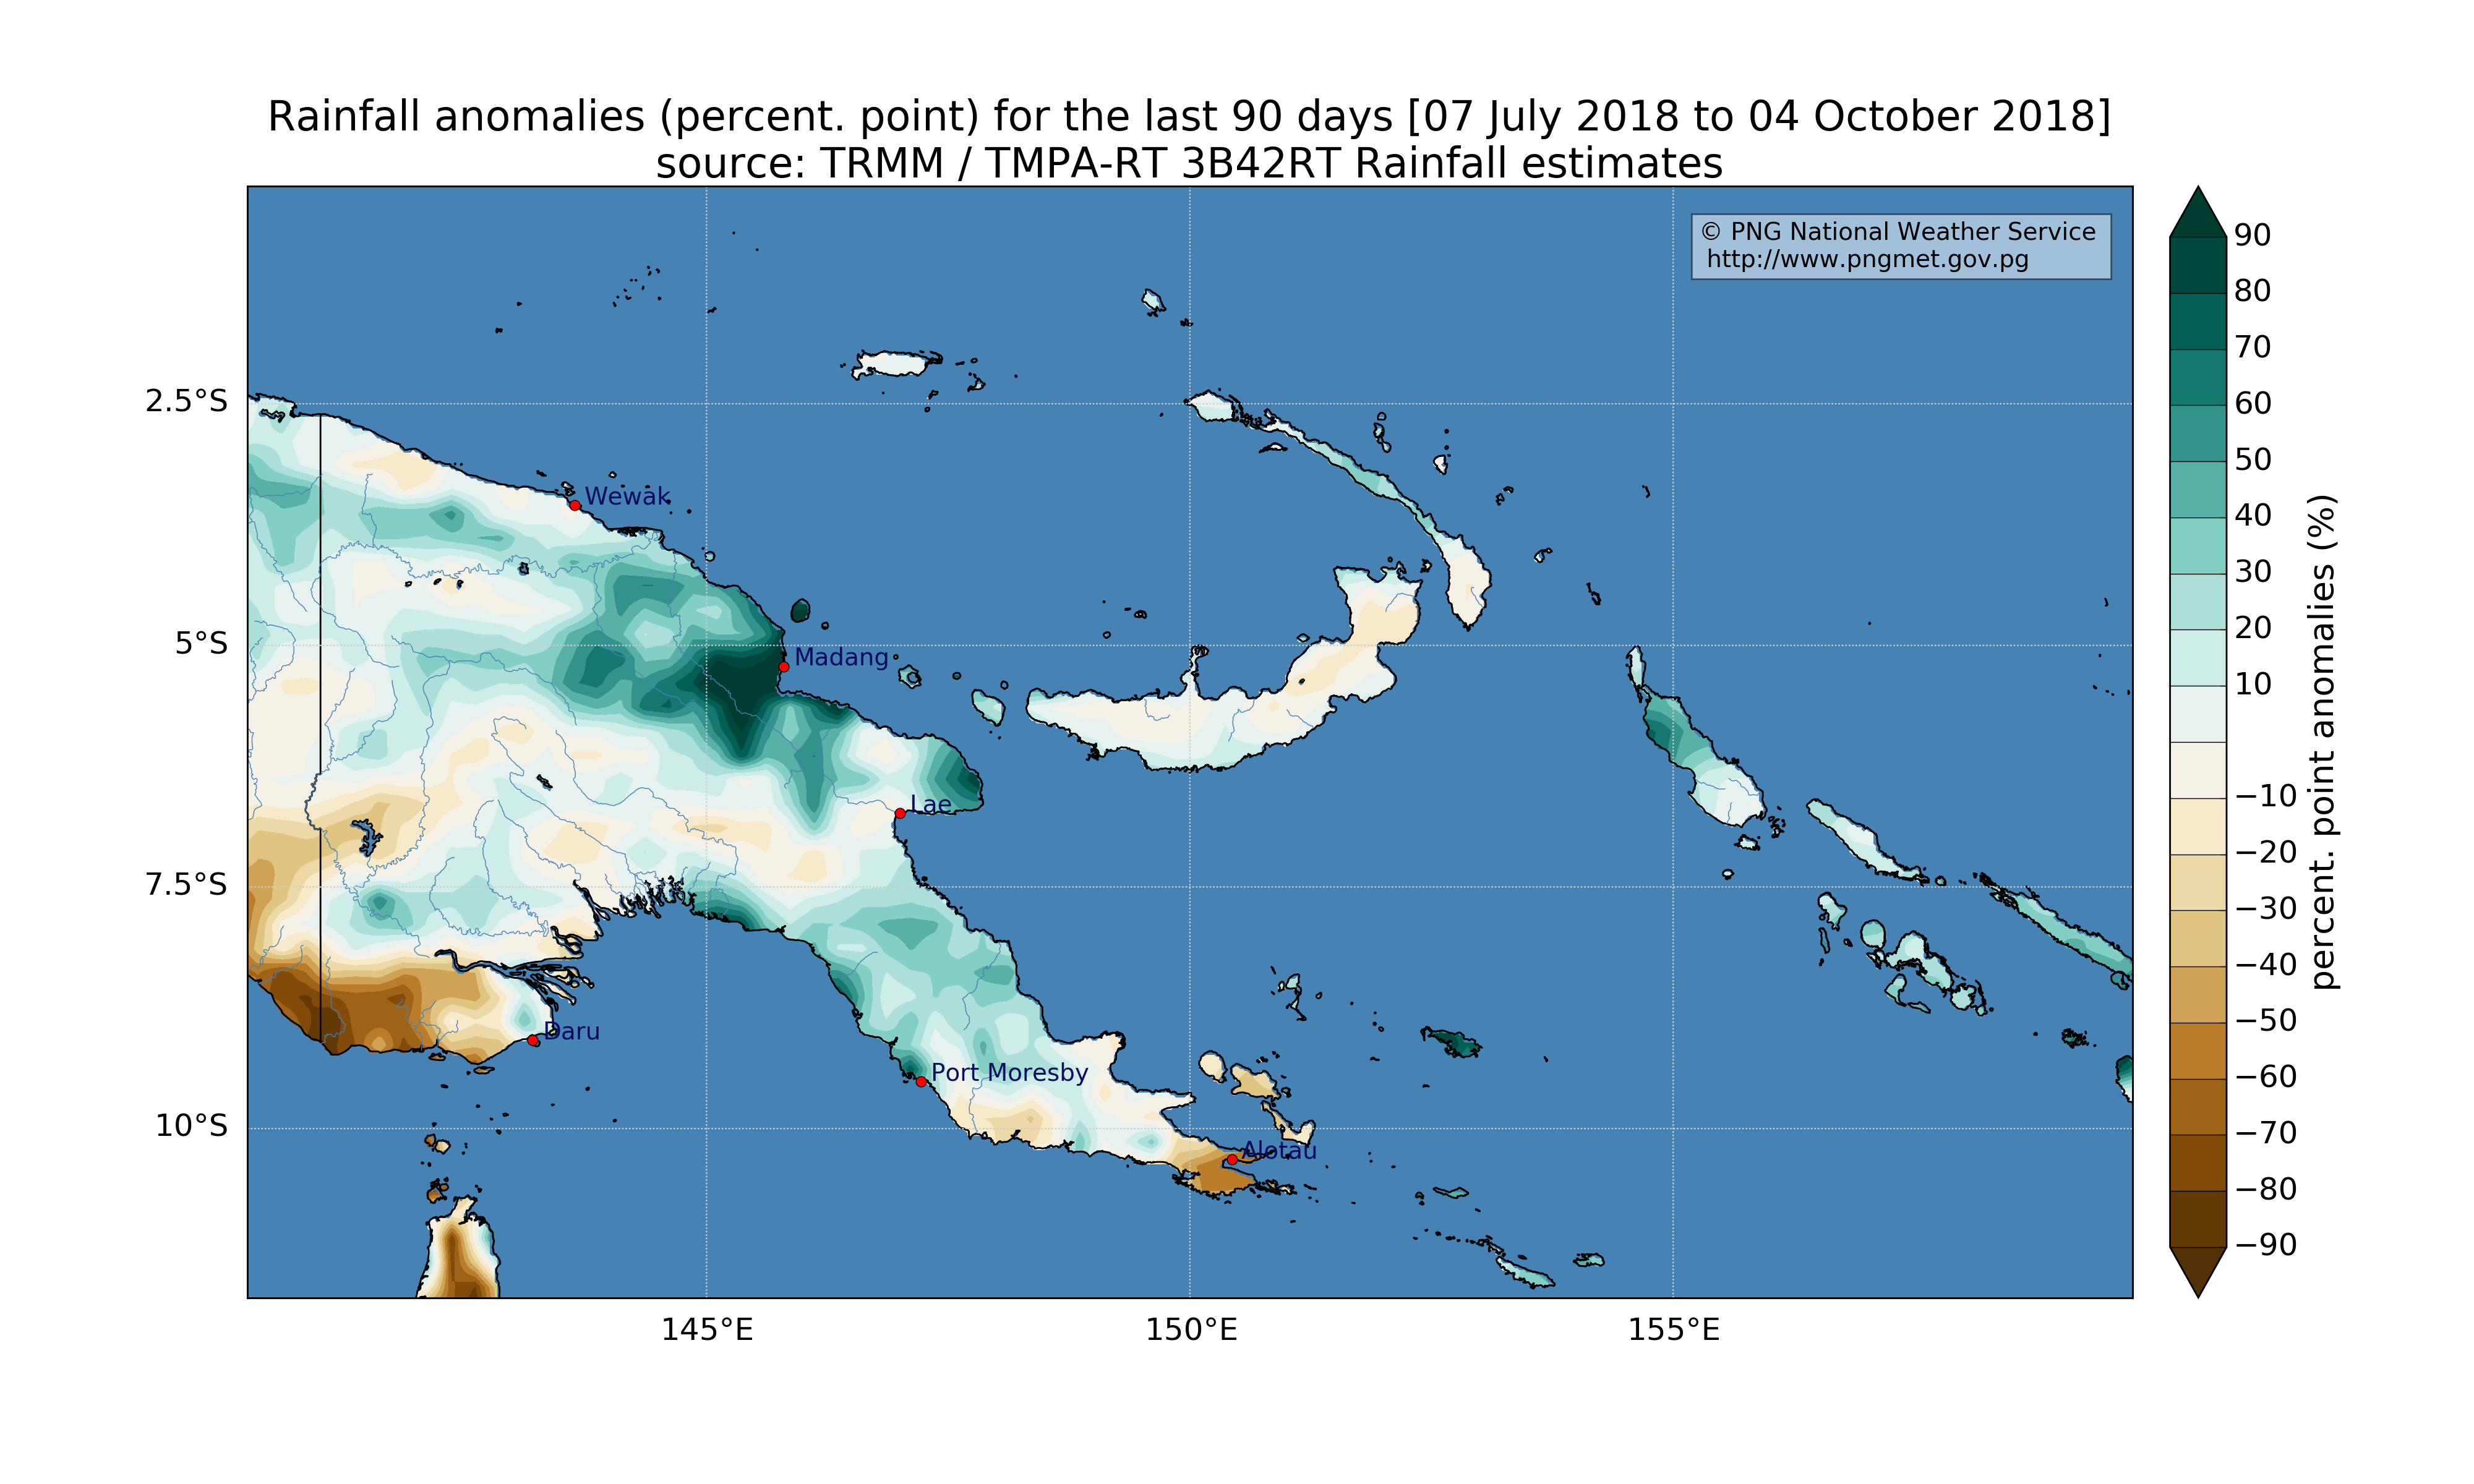 Rainfall anomalies (percent. point) for the last 90 days [07 July 2018 to 04 October 2018]
source: TRMM / TMPA-RT 3B42RT Rainfall estimates
© PNG National Weather Service
http://www.pngmet.gov.pg
2.5°S
5°S
7.5°S
10°S
Wewak
Madang
Lae
Daru
Port Moresby
Alotau
145°E
150°E
155°E
90
80
70
60
50
40
30
20
10
−10
−20
−30
−40
−50
−60
−70
−80
−90
percent. point anomalies (%)